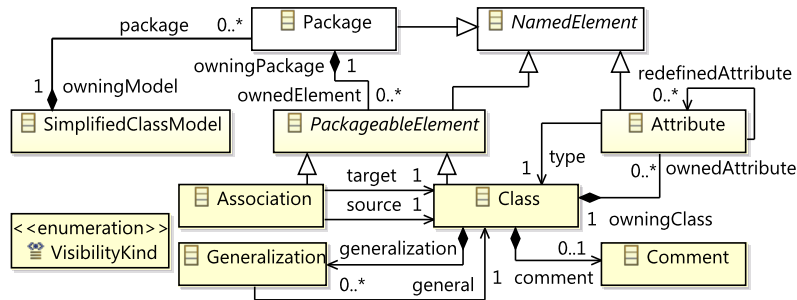 package
0..*
Package
NamedElement
owningPackage
1
redefinedAttribute
1
owningModel
ownedElement
0..*
0..*
SimplifiedClassModel
PackageableElement
Attribute
type
target
1
1
0..*
ownedAttribute
Association
source
1
Class
1
owningClass
<<enumeration>>
VisibilityKind
Generalization
generalization
0..*
general
1
comment
0..1
Comment